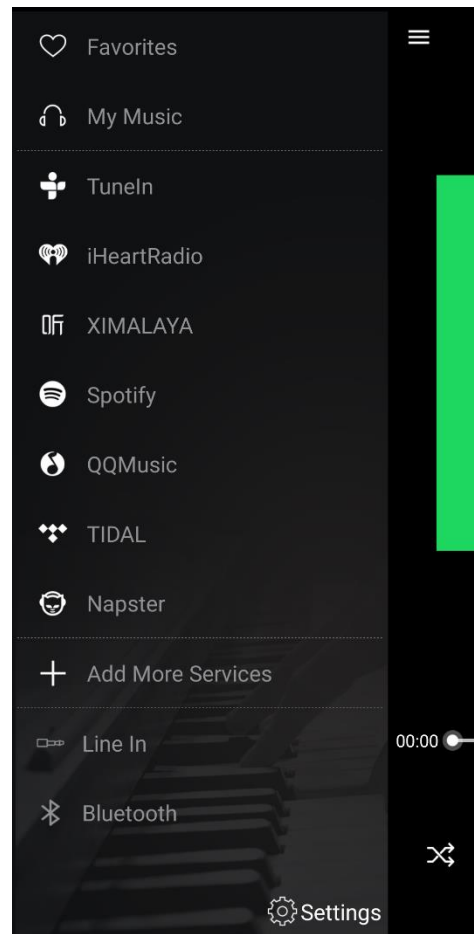 Favorites
My Music
TuneIn
iHeartRadio
XIMALAYA
Spotify
QQMusic
TIDAL
Napster
Add More Services
Line In
00:00
Bluetooth
Settings